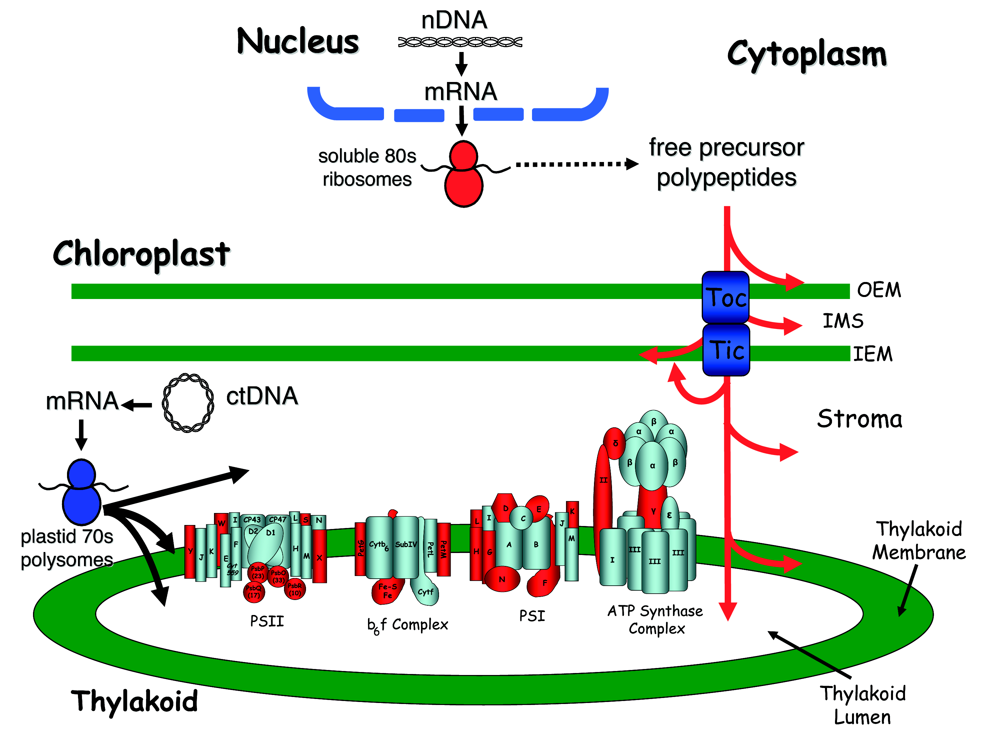 nDNA
Nucleus
Cytoplasm
mRNA
soluble 80s
ribosomes
free precursor
polypeptides
Chloroplast
Toc
OEM
IMS
Tic
IEM
mRNA
ctDNA
Stroma
plastid 70s
polysomes
Y
J
K
W
E
I
F
Cyt
559
CP43
CP47
D2
D1
L
S
N
H
M
X
PsbP
(23)
PsbO
(33)
PsbQ
(17)
PsbR
(10)
PSII
PetG
Cytb6
SubIV
PetL
PetM
Fe-S
Fe
Cytf
b6f Complex
L
I
D
C
E
J
K
H
G
A
B
M
N
F
PSI
δ
β
α
α
β
α
β
II
γ
ε
I
III
III
III
ATP Synthase
Complex
Thylakoid
Membrane
Thylakoid
Thylakoid
Lumen